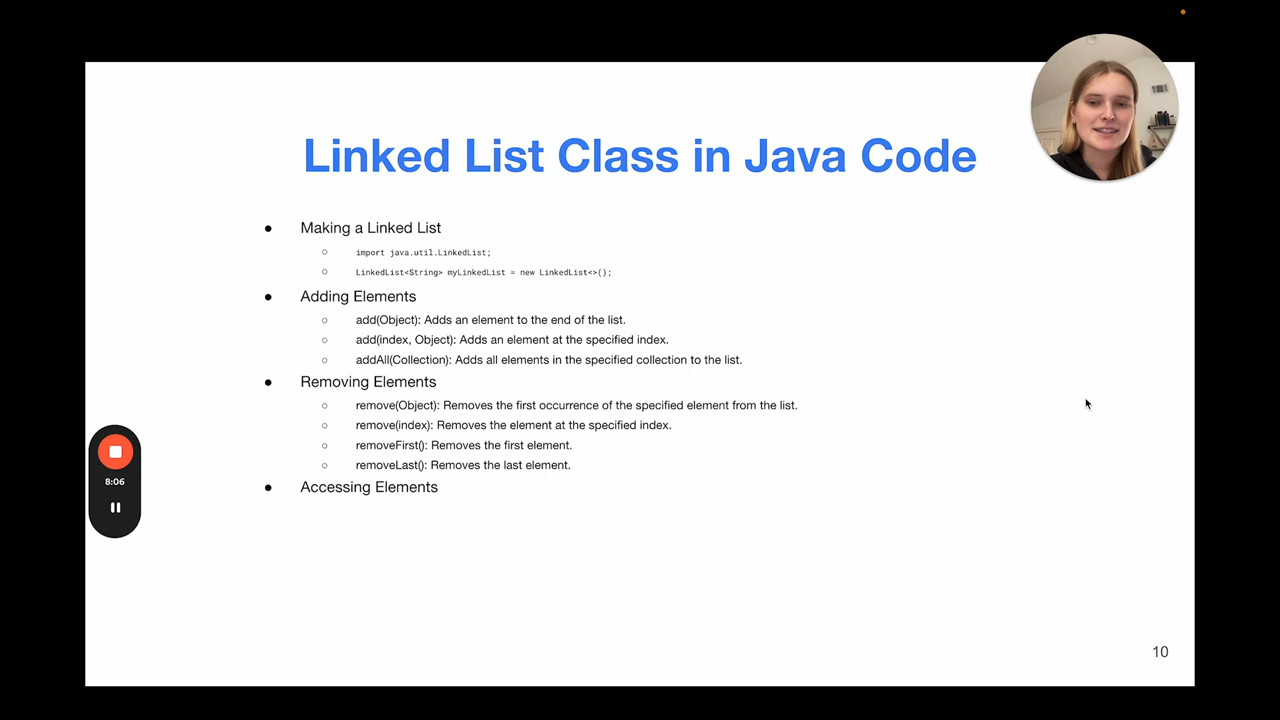 Linked List Class in Java Code
● Making a Linked List
○ import java.util.LinkedList;
○ LinkedList<String> myLinkedList = new LinkedList<>();
● Adding Elements
○ add(Object): Adds an element to the end of the list.
○ add(index, Object): Adds an element at the specified index.
○ addAll(Collection): Adds all elements in the specified collection to the list.
● Removing Elements
○ remove(Object): Removes the first occurrence of the specified element from the list.
○ remove(index): Removes the element at the specified index.
○ removeFirst(): Removes the first element.
○ removeLast(): Removes the last element.
● Accessing Elements
8:06
10